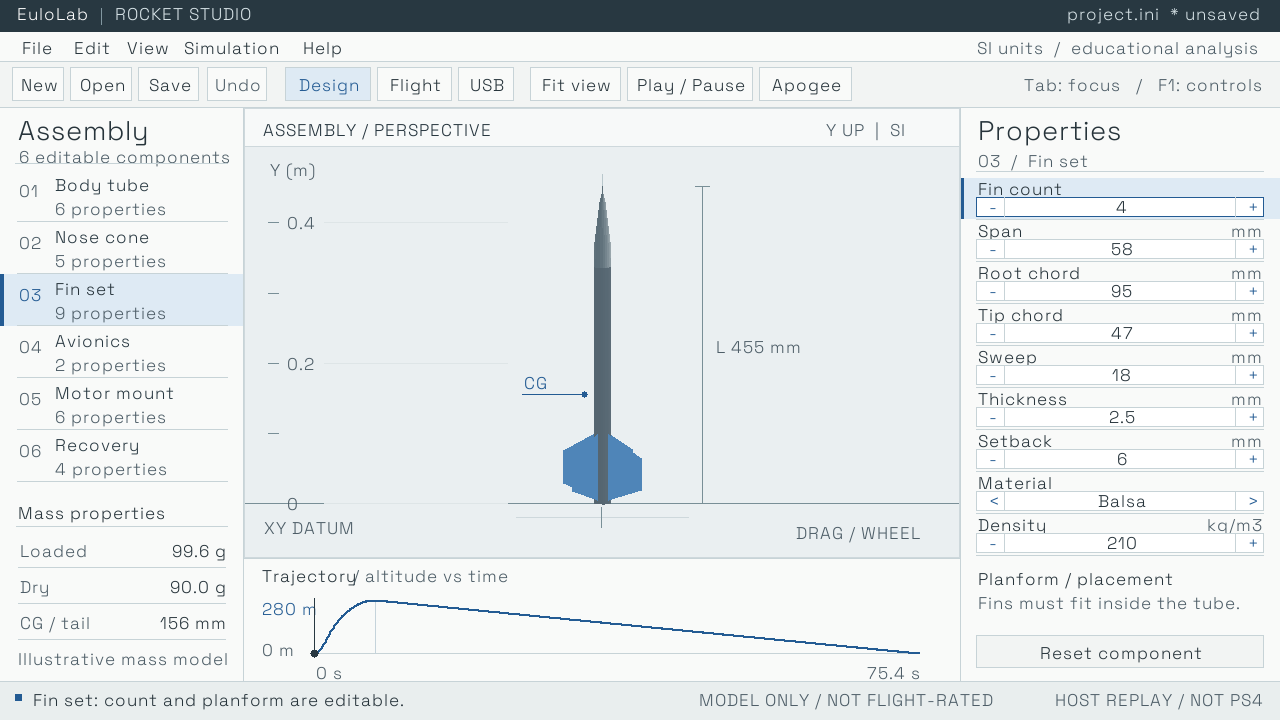 EuloLab | ROCKET STUDIO
project.ini * unsaved
File Edit View Simulation Help
SI units / educational analysis
New Open Save Undo Design Flight USB Fit view Play / Pause Apogee
Tab: focus / F1: controls
Assembly
6 editable components
01 Body tube
6 properties
02 Nose cone
5 properties
03 Fin set
9 properties
04 Avionics
2 properties
05 Motor mount
6 properties
06 Recovery
4 properties
Mass properties
Loaded 99.6 g
Dry 90.0 g
CG / tail 156 mm
Illustrative mass model
ASSEMBLY / PERSPECTIVE
Y UP | SI
Y (m)
0.4
0.2
0
L 455 mm
CG
XY DATUM
DRAG / WHEEL
Trajectory / altitude vs time
280 m
0 m
0 s
75.4 s
Properties
03 / Fin set
Fin count
- 4 +
Span mm
- 58 +
Root chord mm
- 95 +
Tip chord mm
- 47 +
Sweep mm
- 18 +
Thickness mm
- 2.5 +
Setback mm
- 6 +
Material
< Balsa >
Density kg/m3
- 210 +
Planform / placement
Fins must fit inside the tube.
Reset component
Fin set: count and planform are editable.
MODEL ONLY / NOT FLIGHT-RATED
HOST REPLAY / NOT PS4